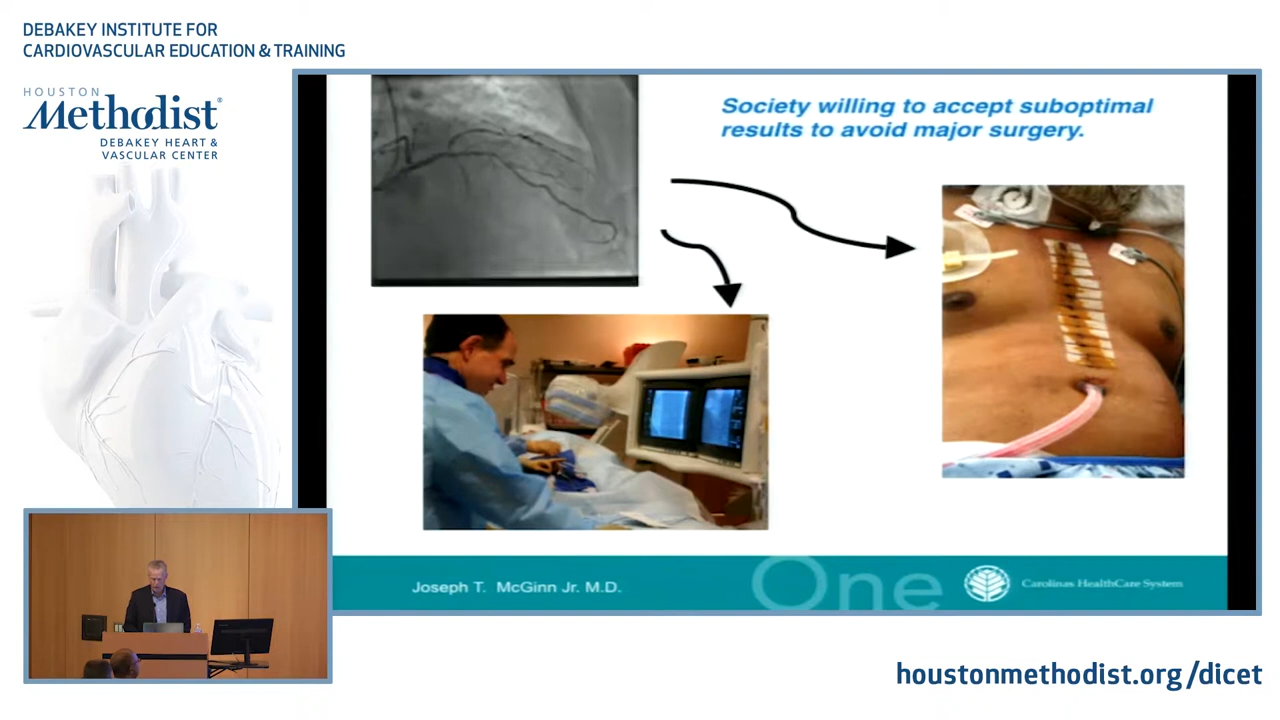 DEBAKEY INSTITUTE FOR
CARDIOVASCULAR EDUCATION & TRAINING
HOUSTON
Methodist®
DEBAKEY HEART &
VASCULAR CENTER
Society willing to accept suboptimal
results to avoid major surgery.
Joseph T. McGinn Jr. M.D.
One
Carolinas HealthCare System
houstonmethodist.org/dicet